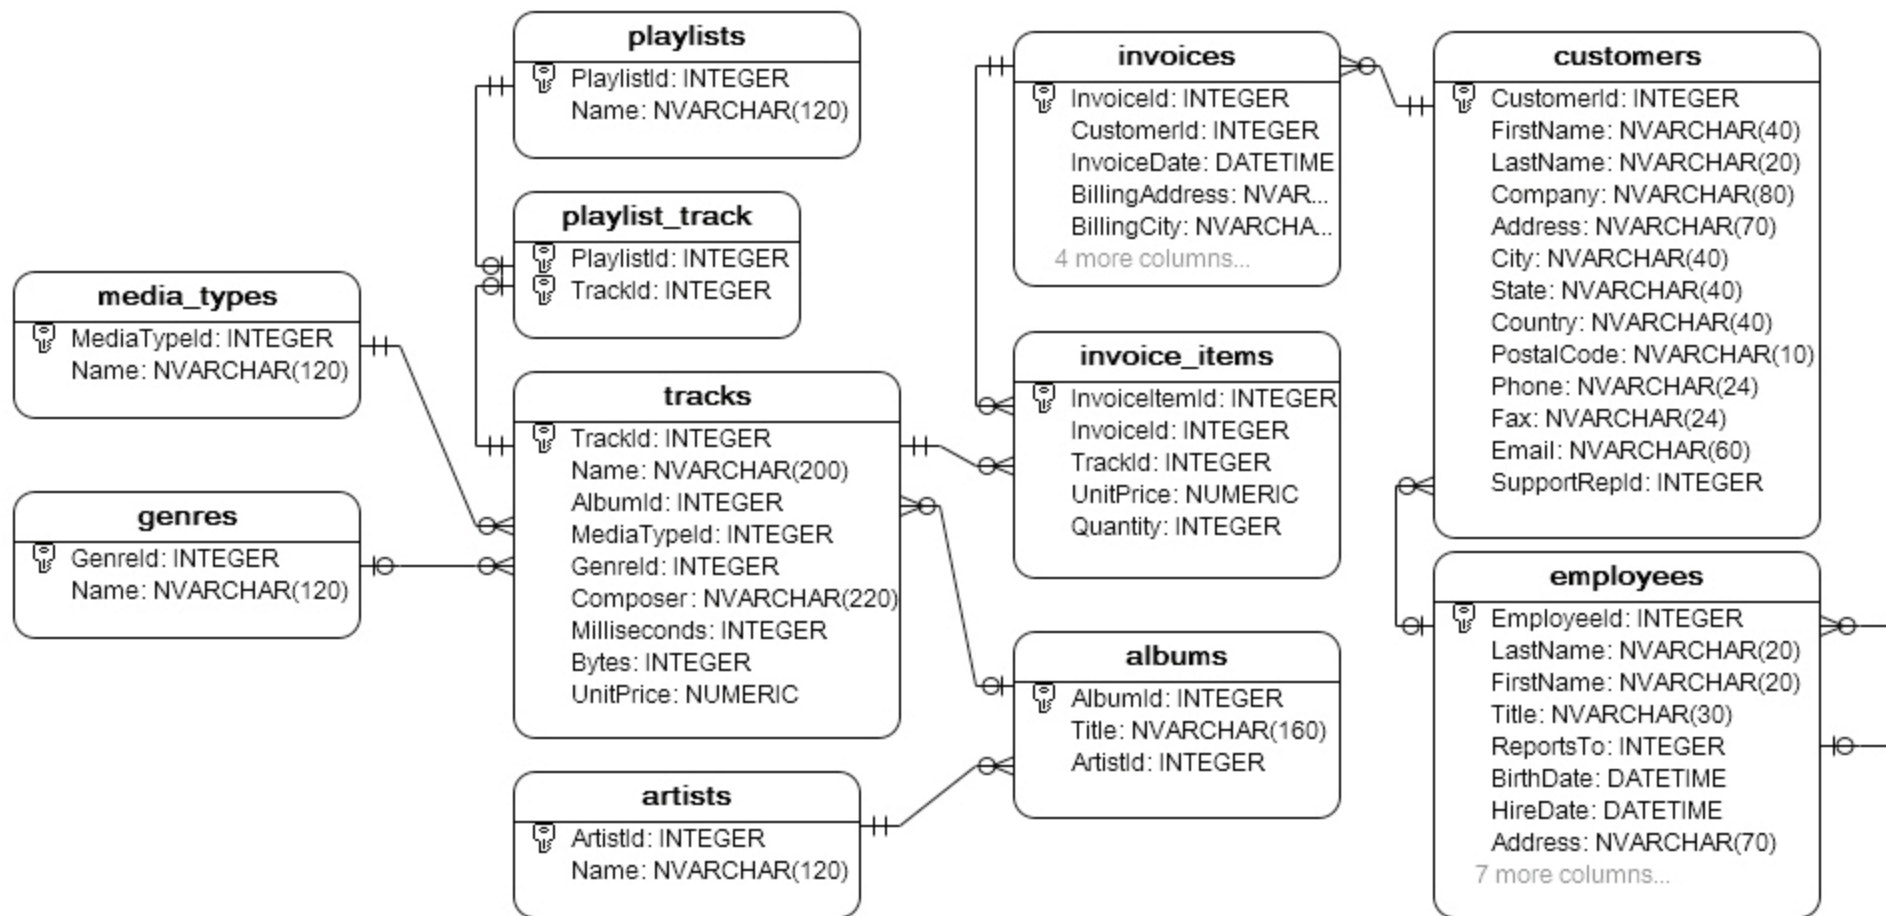 playlists
PlaylistId: INTEGER
Name: NVARCHAR(120)
playlist_track
PlaylistId: INTEGER
TrackId: INTEGER
media_types
MediaTypeId: INTEGER
Name: NVARCHAR(120)
genres
GenreId: INTEGER
Name: NVARCHAR(120)
tracks
TrackId: INTEGER
Name: NVARCHAR(200)
AlbumId: INTEGER
MediaTypeId: INTEGER
GenreId: INTEGER
Composer: NVARCHAR(220)
Milliseconds: INTEGER
Bytes: INTEGER
UnitPrice: NUMERIC
artists
ArtistId: INTEGER
Name: NVARCHAR(120)
invoices
InvoiceId: INTEGER
CustomerId: INTEGER
InvoiceDate: DATETIME
BillingAddress: NVAR...
BillingCity: NVARCHA...
4 more columns...
invoice_items
InvoiceItemId: INTEGER
InvoiceId: INTEGER
TrackId: INTEGER
UnitPrice: NUMERIC
Quantity: INTEGER
albums
AlbumId: INTEGER
Title: NVARCHAR(160)
ArtistId: INTEGER
customers
CustomerId: INTEGER
FirstName: NVARCHAR(40)
LastName: NVARCHAR(20)
Company: NVARCHAR(80)
Address: NVARCHAR(70)
City: NVARCHAR(40)
State: NVARCHAR(40)
Country: NVARCHAR(40)
PostalCode: NVARCHAR(10)
Phone: NVARCHAR(24)
Fax: NVARCHAR(24)
Email: NVARCHAR(60)
SupportRepId: INTEGER
employees
EmployeeId: INTEGER
LastName: NVARCHAR(20)
FirstName: NVARCHAR(20)
Title: NVARCHAR(30)
ReportsTo: INTEGER
BirthDate: DATETIME
HireDate: DATETIME
Address: NVARCHAR(70)
7 more columns...